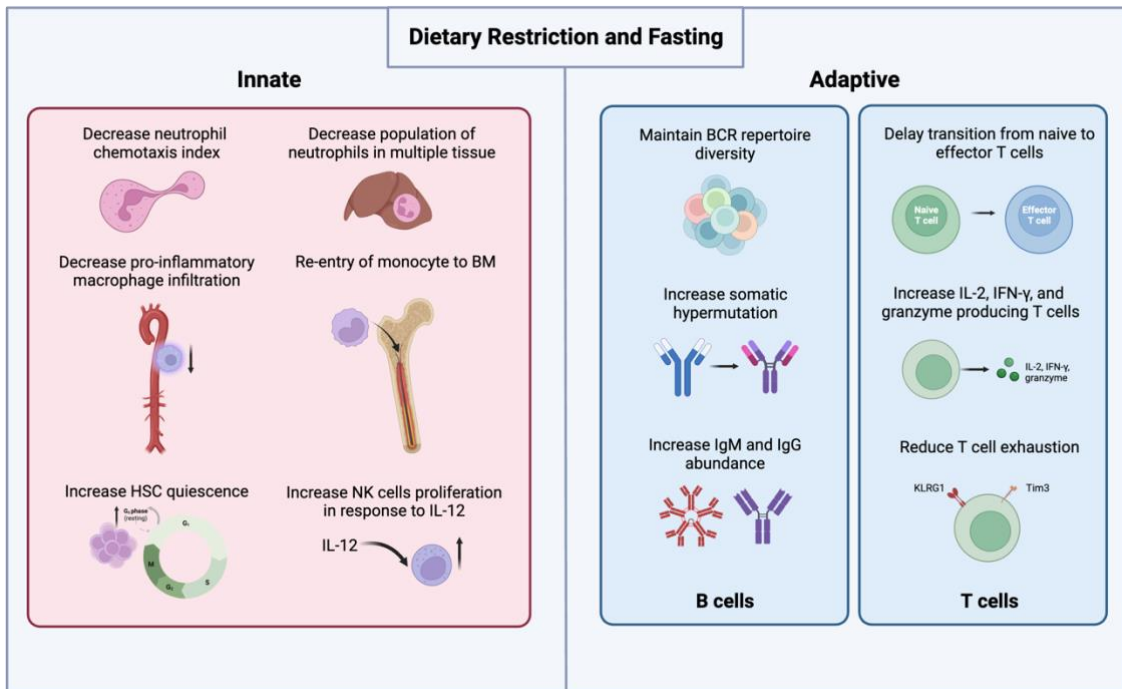 Dietary Restriction and Fasting
Innate
Decrease neutrophil
chemotaxis index
Decrease population of
neutrophils in multiple tissue
Decrease pro-inflammatory
macrophage infiltration
Re-entry of monocyte to BM
Increase HSC quiescence
G₀ phase
(resting)
G₁
S
G₂
M
Increase NK cells proliferation
in response to IL-12
IL-12
Adaptive
Maintain BCR repertoire
diversity
Increase somatic
hypermutation
Increase IgM and IgG
abundance
B cells
Delay transition from naive to
effector T cells
Naive
T cell
Effector
T cell
Increase IL-2, IFN-γ, and
granzyme producing T cells
IL-2, IFN-γ,
granzyme
Reduce T cell exhaustion
KLRG1
Tim3
T cells